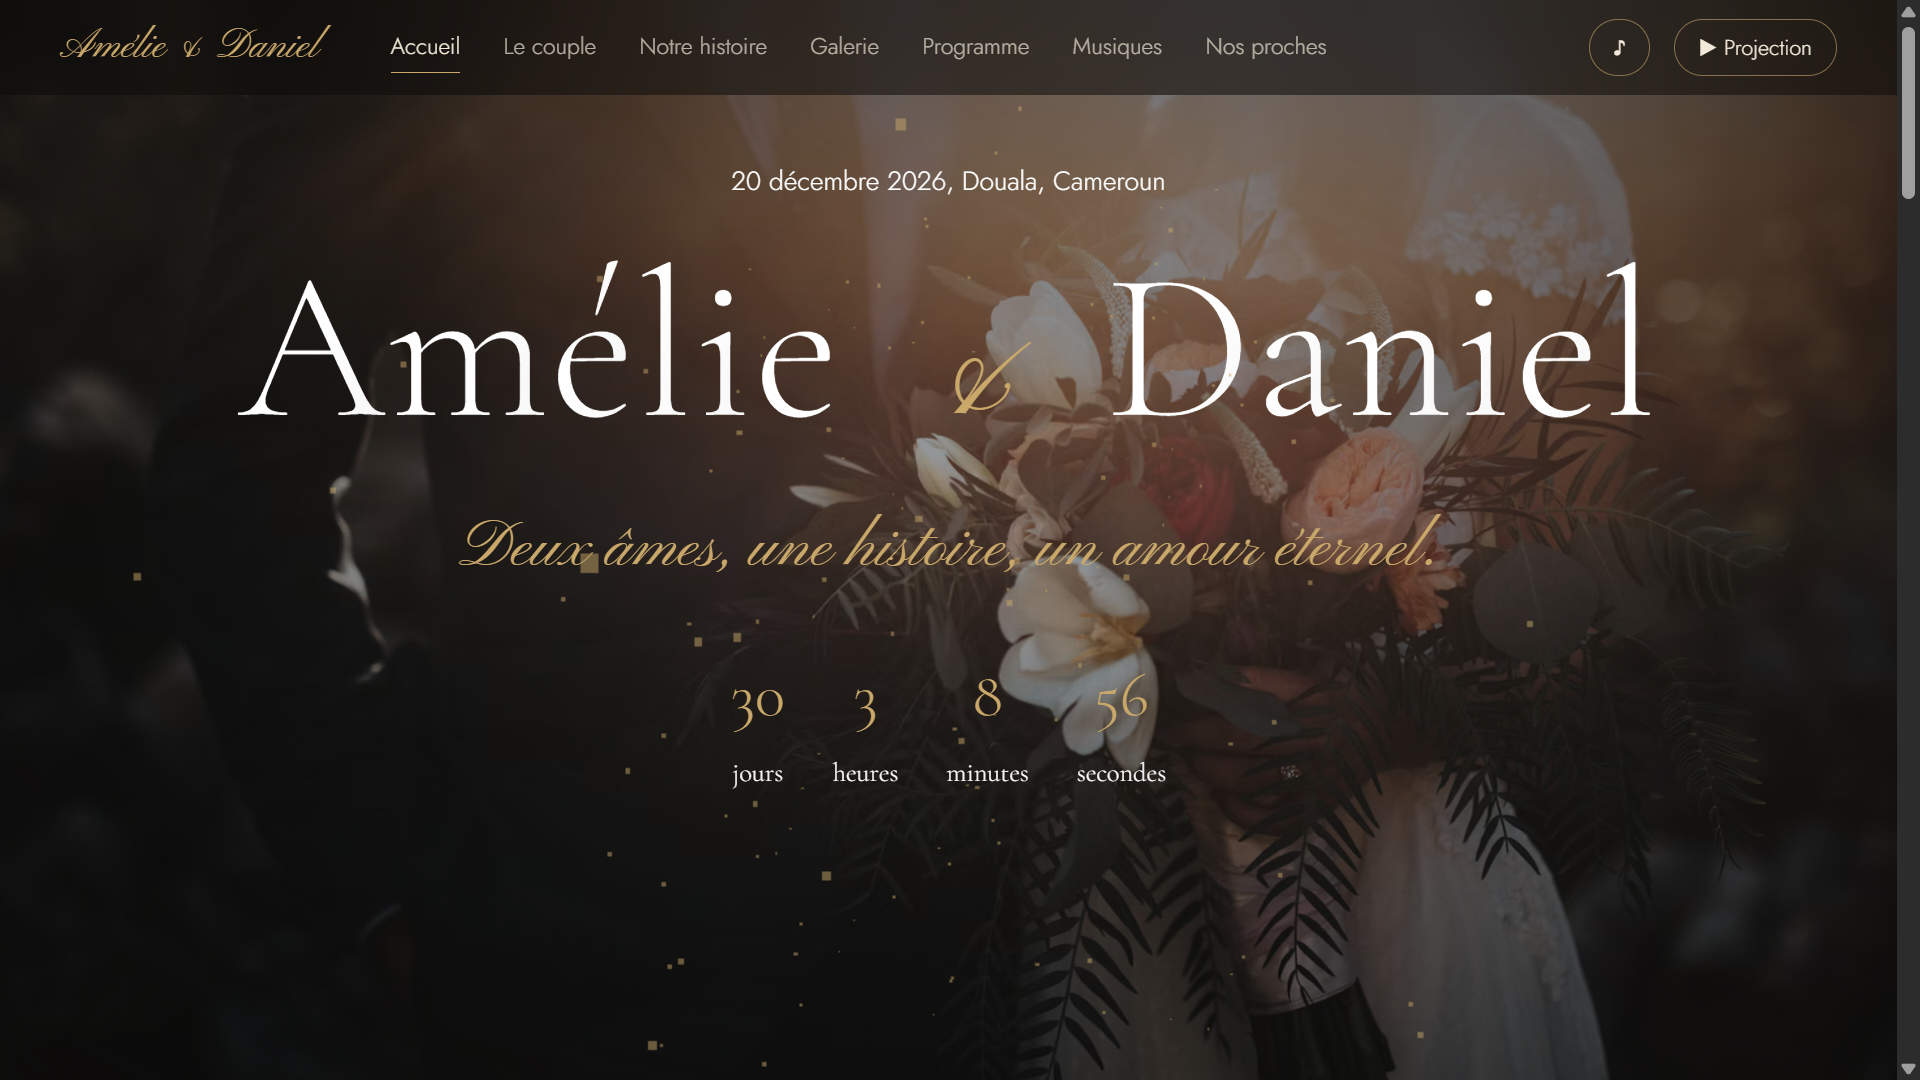 Amélie & Daniel Accueil Le couple Notre histoire Galerie Programme Musiques Nos proches ♪ ▶ Projection
20 décembre 2026, Douala, Cameroun
Amélie & Daniel
Deux âmes, une histoire, un amour éternel.
30 3 8 56
jours heures minutes secondes